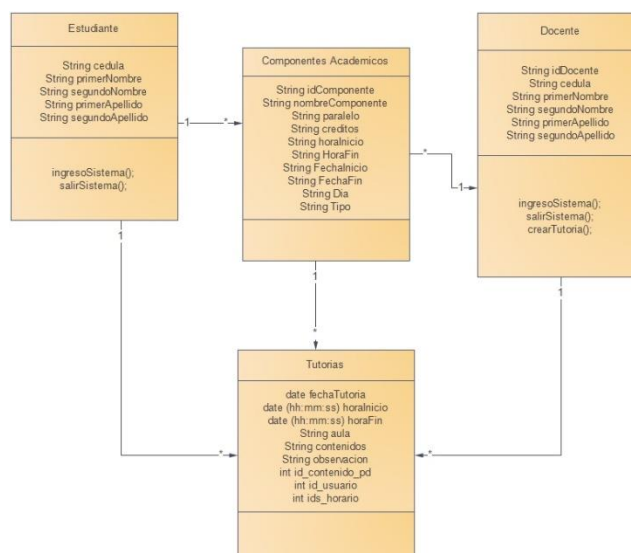 Estudiante
String cedula
String primerNombre
String segundoNombre
String primerApellido
String segundoApellido
ingresoSistema();
salirSistema();
Componentes Academicos
String idComponente
String nombreComponente
String paralelo
String creditos
String horaInicio
String HoraFin
String FechaInicio
String FechaFin
String Dia
String Tipo
Docente
String idDocente
String cedula
String primerNombre
String segundoNombre
String primerApellido
String segundoApellido
ingresoSistema();
salirSistema();
crearTutoria();
1
*
*
1
1
*
1
*
1
*
Tutorias
date fechaTutoria
date (hh:mm:ss) horaInicio
date (hh:mm:ss) horaFin
String aula
String contenidos
String observacion
int id_contenido_pd
int id_usuario
int ids_horario